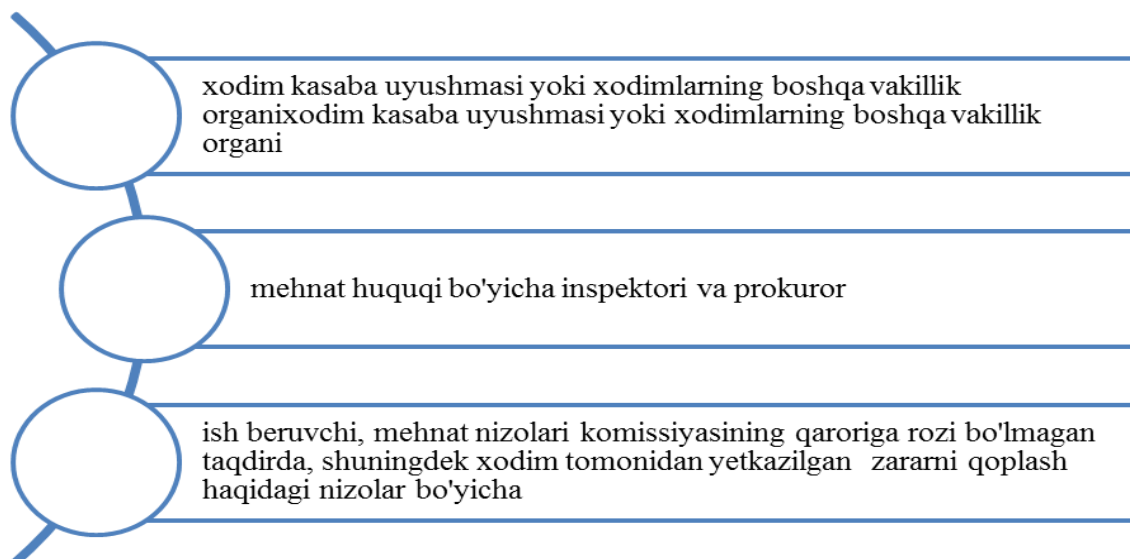 xodim kasaba uyushmasi yoki xodimlarning boshqa vakillik
organixodim kasaba uyushmasi yoki xodimlarning boshqa vakillik
organi
mehnat huquqi bo'yicha inspektori va prokuror
ish beruvchi, mehnat nizolari komissiyasining qaroriga rozi bo'lmagan
taqdirda, shuningdek xodim tomonidan yetkazilgan zararni qoplash
haqidagi nizolar bo'yicha